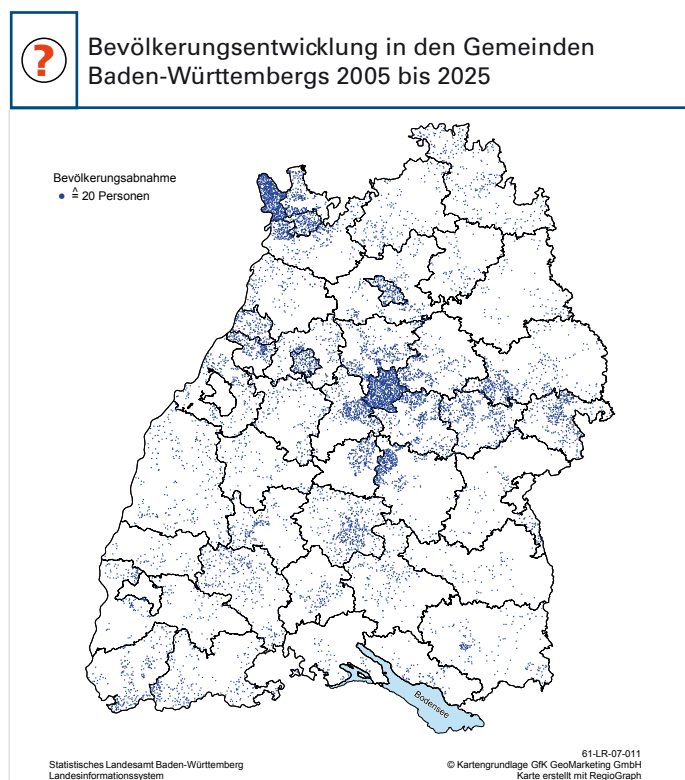 ?
Bevölkerungsentwicklung in den Gemeinden
Baden-Württembergs 2005 bis 2025
Bevölkerungsabnahme
≙ 20 Personen
Bodensee
61-LR-07-011
Statistisches Landesamt Baden-Württemberg
© Kartengrundlage GfK GeoMarketing GmbH
Landesinformationssystem
Karte erstellt mit RegioGraph